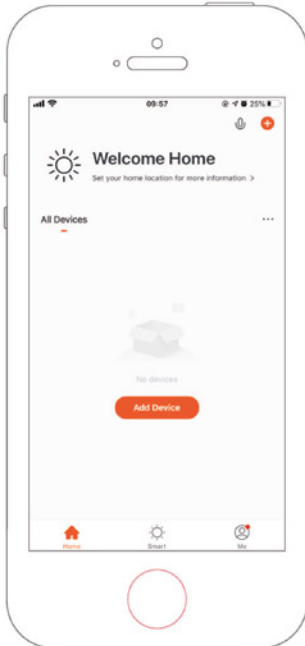 09:57
25%
Welcome Home
Set your home location for more information >
All Devices
...
No devices
Add Device
Home
Smart
Me